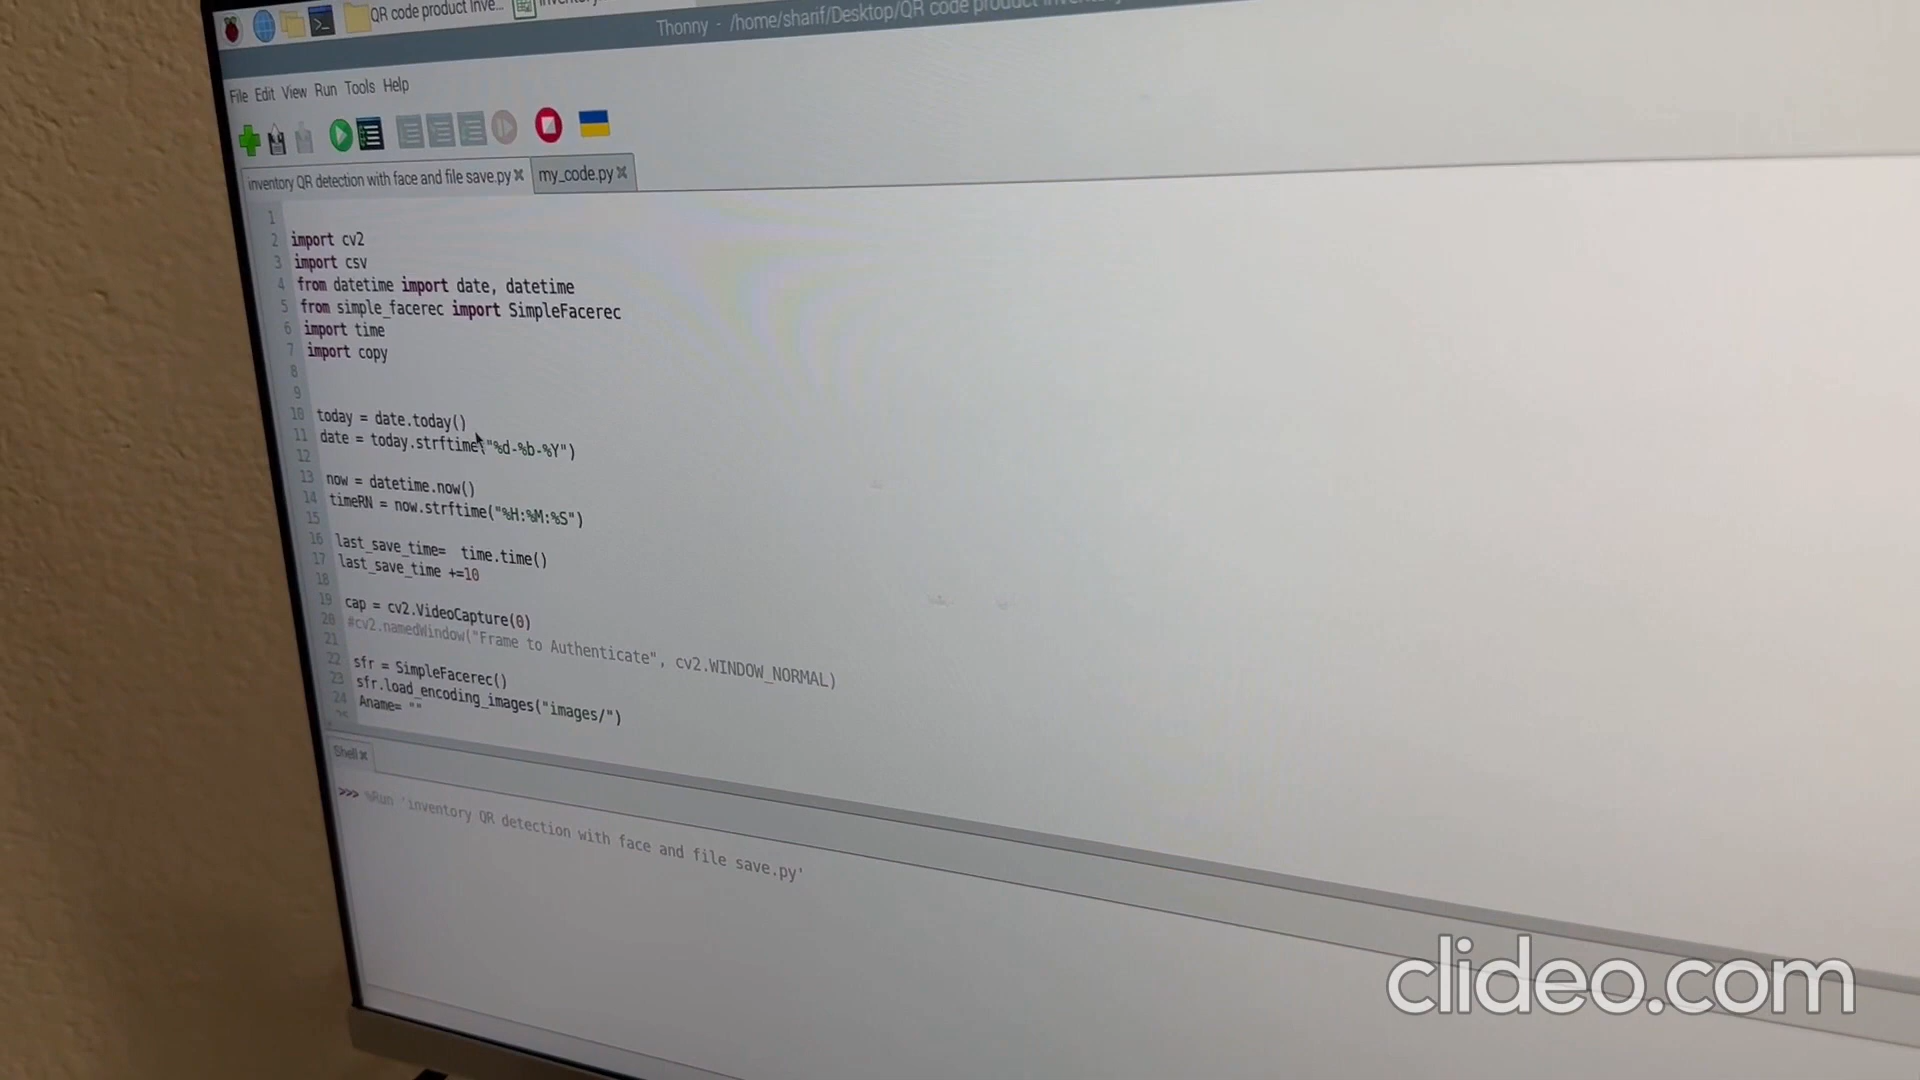 QR code product Inve...
Thonny - /home/sharif/Desktop/QR code product
File Edit View Run Tools Help
inventory QR detection with face and file save.py
my_code.py
1
2 import cv2
3 import csv
4 from datetime import date, datetime
5 from simple_facerec import SimpleFacerec
6 import time
7 import copy
8
9
10 today = date.today()
11 date = today.strftime("%d-%b-%Y")
12
13 now = datetime.now()
14 timeRN = now.strftime("%H:%M:%S")
15
16 last_save_time=  time.time()
17 last_save_time +=10
18
19 cap = cv2.VideoCapture(0)
20 #cv2.namedWindow("Frame to Authenticate", cv2.WINDOW_NORMAL)
21
22 sfr = SimpleFacerec()
23 sfr.load_encoding_images("images/")
24 Aname= ""
Shell
>>> %Run 'inventory QR detection with face and file save.py'
clideo.com